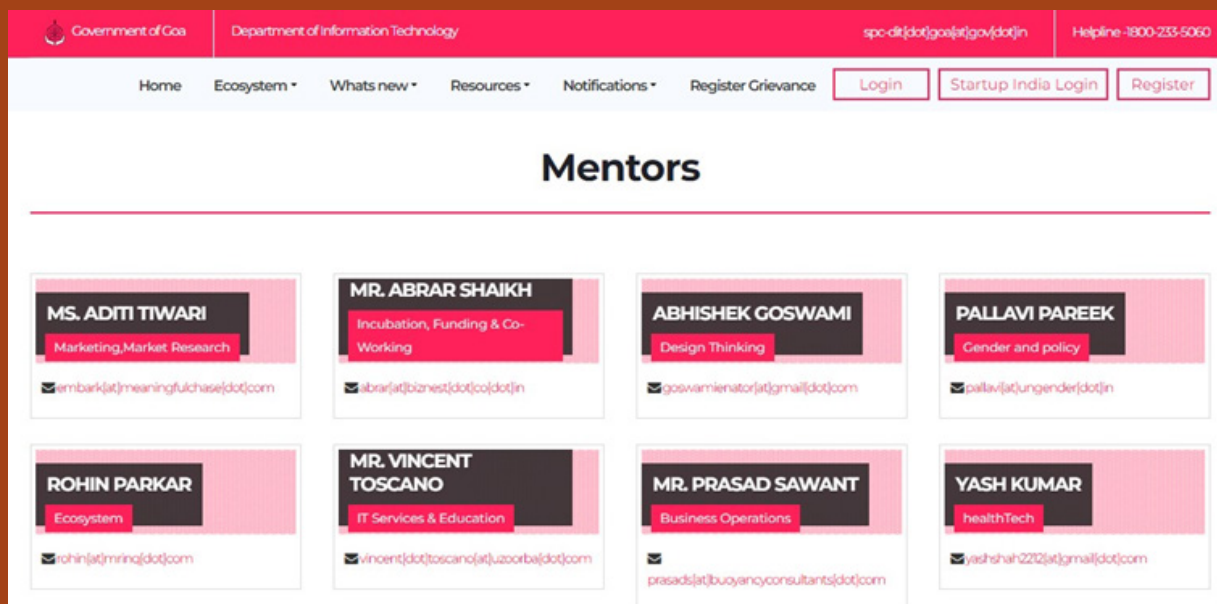 Government of Goa
Department of Information Technology
spc-dit[dot]goa[at]gov[dot]in
Helpline -1800-233-5060
Home
Ecosystem
Whats new
Resources
Notifications
Register Grievance
Login
Startup India Login
Register
Mentors
MS. ADITI TIWARI
Marketing,Market Research
embark[at]meaningfulchase[dot]com
MR. ABRAR SHAIKH
Incubation, Funding & Co-
Working
abrar[at]biznest[dot]co[dot]in
ABHISHEK GOSWAMI
Design Thinking
goswamienator[at]gmail[dot]com
PALLAVI PAREEK
Gender and policy
pallavi[at]ungender[dot]in
ROHIN PARKAR
Ecosystem
rohin[at]mrinq[dot]com
MR. VINCENT
TOSCANO
IT Services & Education
vincent[dot]toscano[at]uzoorba[dot]com
MR. PRASAD SAWANT
Business Operations
prasads[at]buoyancyconsultants[dot]com
YASH KUMAR
healthTech
yashshah2212[at]gmail[dot]com